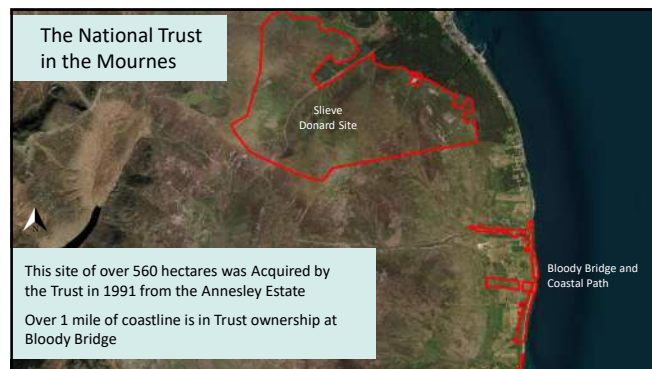 The National Trust
in the Mournes
Slieve
Donard Site
Bloody Bridge and
Coastal Path
This site of over 560 hectares was Acquired by
the Trust in 1991 from the Annesley Estate
Over 1 mile of coastline is in Trust ownership at
Bloody Bridge